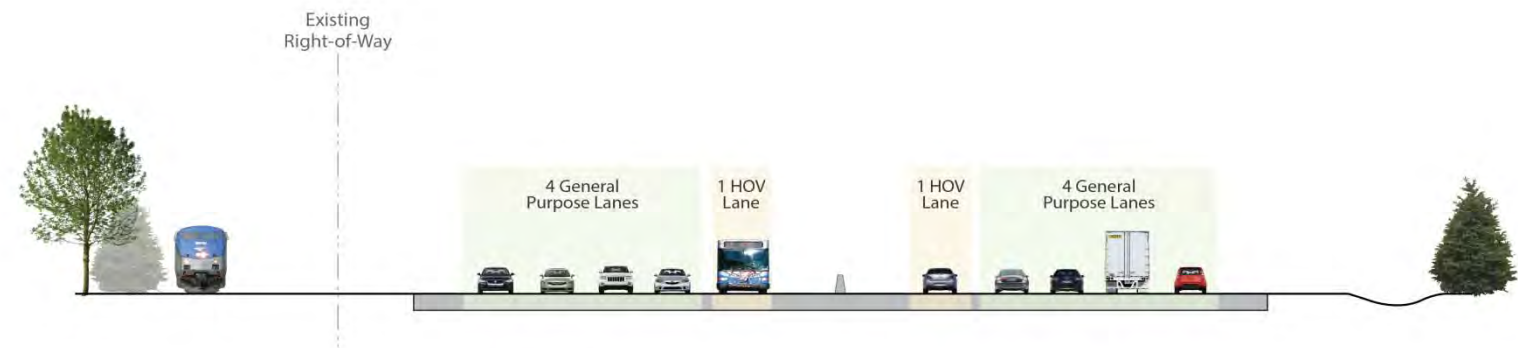 Existing
Right-of-Way
4 General
Purpose Lanes
1 HOV
Lane
1 HOV
Lane
4 General
Purpose Lanes